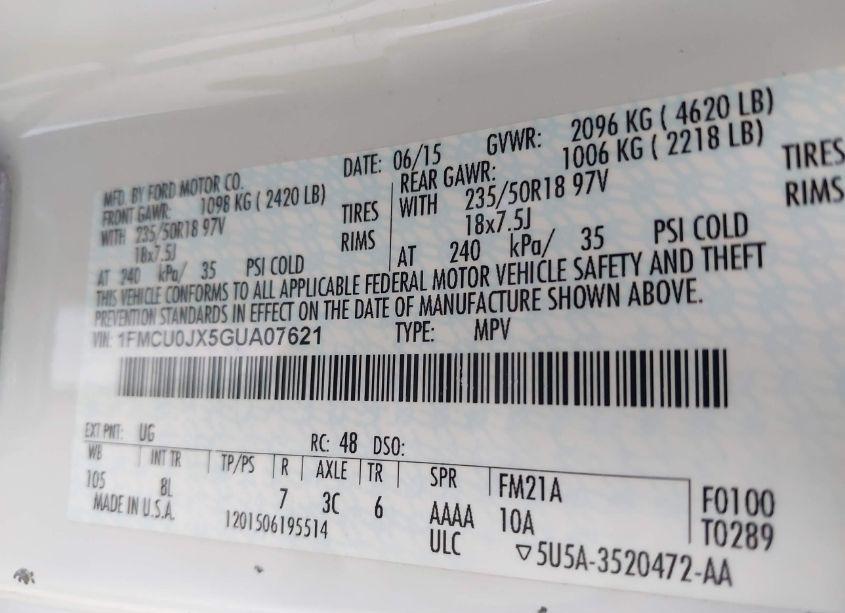 MFD. BY FORD MOTOR CO.
DATE: 06/15 GVWR: 2096 KG ( 4620 LB)
FRONT GAWR: 1098 KG ( 2420 LB) REAR GAWR: 1006 KG ( 2218 LB)
WITH 235/50R18 97V TIRES WITH 235/50R18 97V TIRES
18x7.5J RIMS 18x7.5J RIMS
AT 240 kPa/ 35 PSI COLD AT 240 kPa/ 35 PSI COLD
THIS VEHICLE CONFORMS TO ALL APPLICABLE FEDERAL MOTOR VEHICLE SAFETY AND THEFT
PREVENTION STANDARDS IN EFFECT ON THE DATE OF MANUFACTURE SHOWN ABOVE.
VIN: 1FMCU0JX5GUA07621 TYPE: MPV
EXT PNT: UG RC: 48 DSO:
WB INT TR TP/PS R AXLE TR SPR FM21A F0100
105 8L 7 3C 6 AAAA 10A T0289
MADE IN U.S.A. 1201506195514 ULC ▽5U5A-3520472-AA